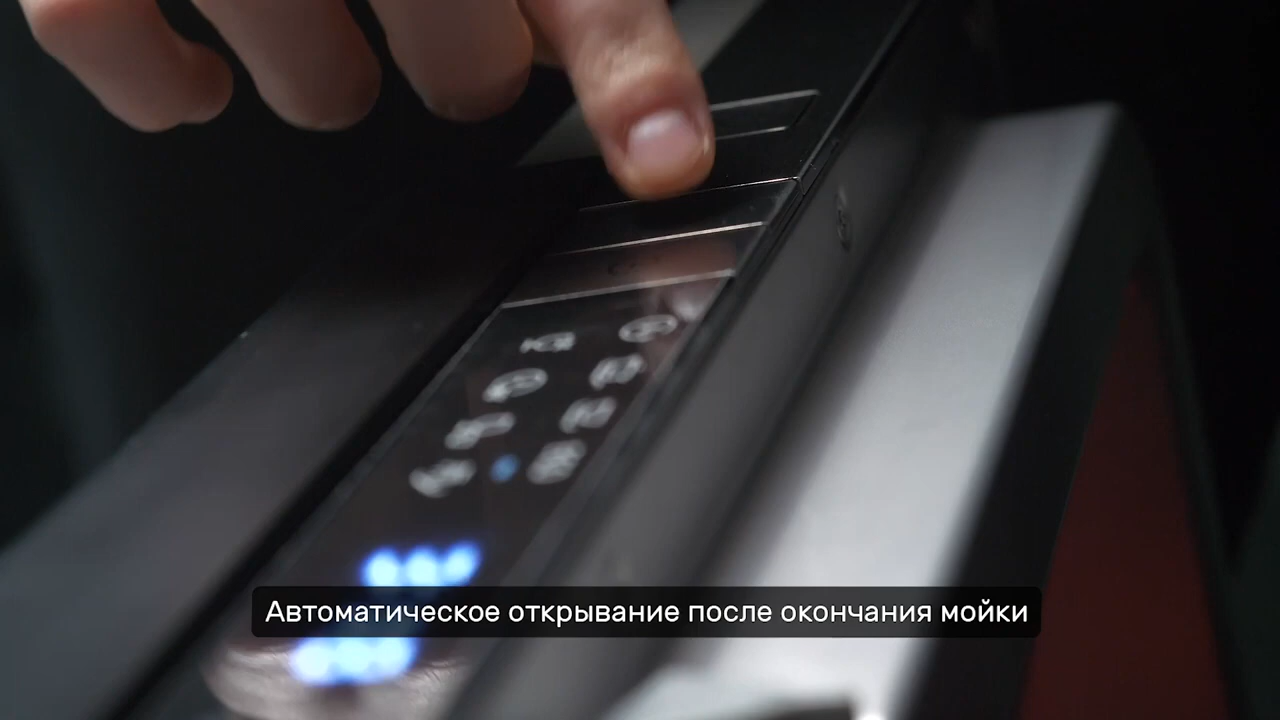 Автоматическое открывание после окончания мойки